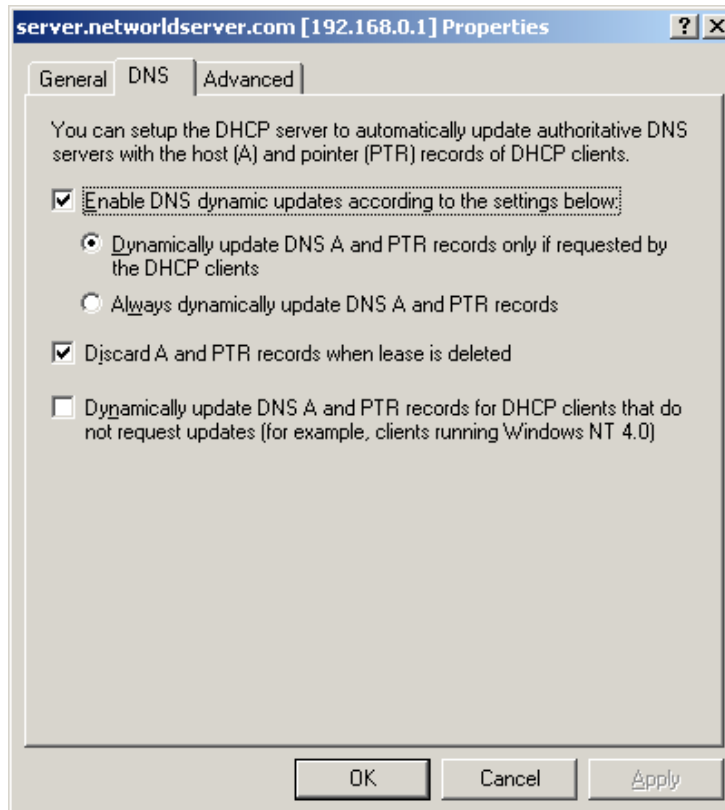 server.networldserver.com [192.168.0.1] Properties
General DNS Advanced
You can setup the DHCP server to automatically update authoritative DNS
servers with the host (A) and pointer (PTR) records of DHCP clients.
Enable DNS dynamic updates according to the settings below:
Dynamically update DNS A and PTR records only if requested by
the DHCP clients
Always dynamically update DNS A and PTR records
Discard A and PTR records when lease is deleted
Dynamically update DNS A and PTR records for DHCP clients that do
not request updates (for example, clients running Windows NT 4.0)
OK Cancel Apply